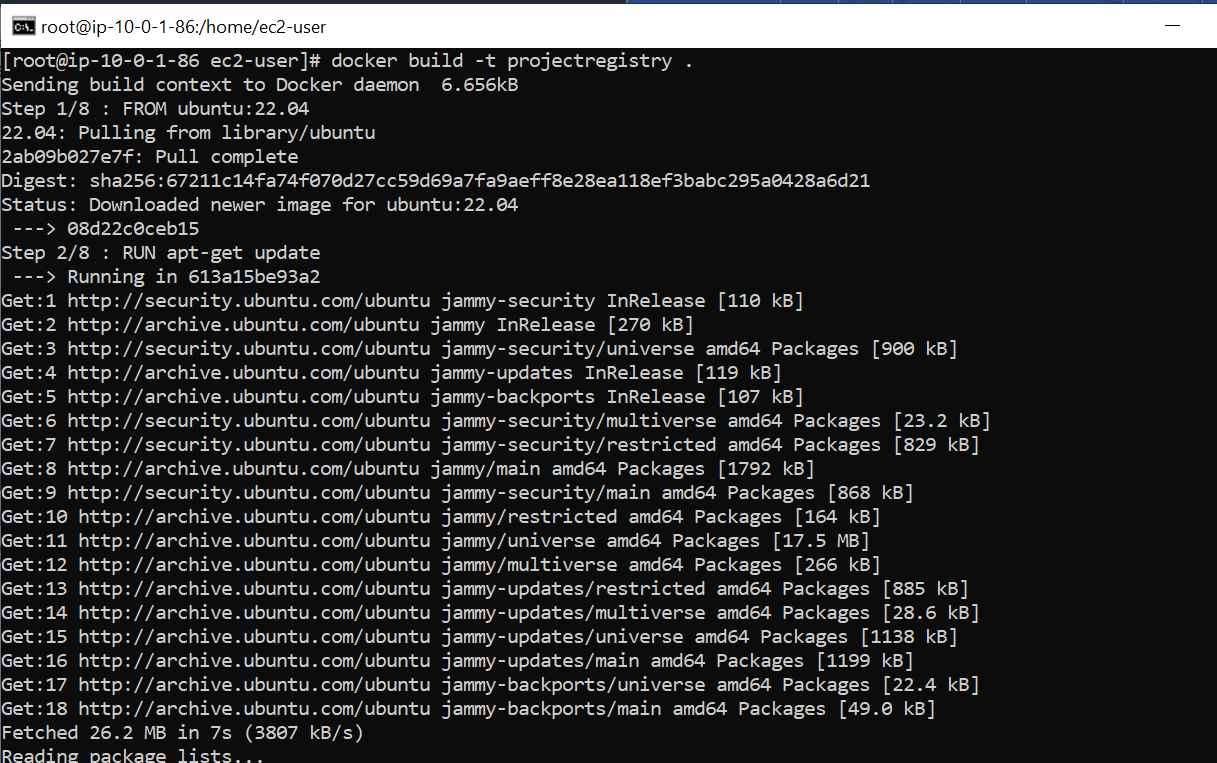 root@ip-10-0-1-86:/home/ec2-user
[root@ip-10-0-1-86 ec2-user]# docker build -t projectregistry .
Sending build context to Docker daemon  6.656kB
Step 1/8 : FROM ubuntu:22.04
22.04: Pulling from library/ubuntu
2ab09b027e7f: Pull complete
Digest: sha256:67211c14fa74f070d27cc59d69a7fa9aeff8e28ea118ef3babc295a0428a6d21
Status: Downloaded newer image for ubuntu:22.04
 ---> 08d22c0ceb15
Step 2/8 : RUN apt-get update
 ---> Running in 613a15be93a2
Get:1 http://security.ubuntu.com/ubuntu jammy-security InRelease [110 kB]
Get:2 http://archive.ubuntu.com/ubuntu jammy InRelease [270 kB]
Get:3 http://security.ubuntu.com/ubuntu jammy-security/universe amd64 Packages [900 kB]
Get:4 http://archive.ubuntu.com/ubuntu jammy-updates InRelease [119 kB]
Get:5 http://archive.ubuntu.com/ubuntu jammy-backports InRelease [107 kB]
Get:6 http://security.ubuntu.com/ubuntu jammy-security/multiverse amd64 Packages [23.2 kB]
Get:7 http://security.ubuntu.com/ubuntu jammy-security/restricted amd64 Packages [829 kB]
Get:8 http://archive.ubuntu.com/ubuntu jammy/main amd64 Packages [1792 kB]
Get:9 http://security.ubuntu.com/ubuntu jammy-security/main amd64 Packages [868 kB]
Get:10 http://archive.ubuntu.com/ubuntu jammy/restricted amd64 Packages [164 kB]
Get:11 http://archive.ubuntu.com/ubuntu jammy/universe amd64 Packages [17.5 MB]
Get:12 http://archive.ubuntu.com/ubuntu jammy/multiverse amd64 Packages [266 kB]
Get:13 http://archive.ubuntu.com/ubuntu jammy-updates/restricted amd64 Packages [885 kB]
Get:14 http://archive.ubuntu.com/ubuntu jammy-updates/multiverse amd64 Packages [28.6 kB]
Get:15 http://archive.ubuntu.com/ubuntu jammy-updates/universe amd64 Packages [1138 kB]
Get:16 http://archive.ubuntu.com/ubuntu jammy-updates/main amd64 Packages [1199 kB]
Get:17 http://archive.ubuntu.com/ubuntu jammy-backports/universe amd64 Packages [22.4 kB]
Get:18 http://archive.ubuntu.com/ubuntu jammy-backports/main amd64 Packages [49.0 kB]
Fetched 26.2 MB in 7s (3807 kB/s)
Reading package lists...